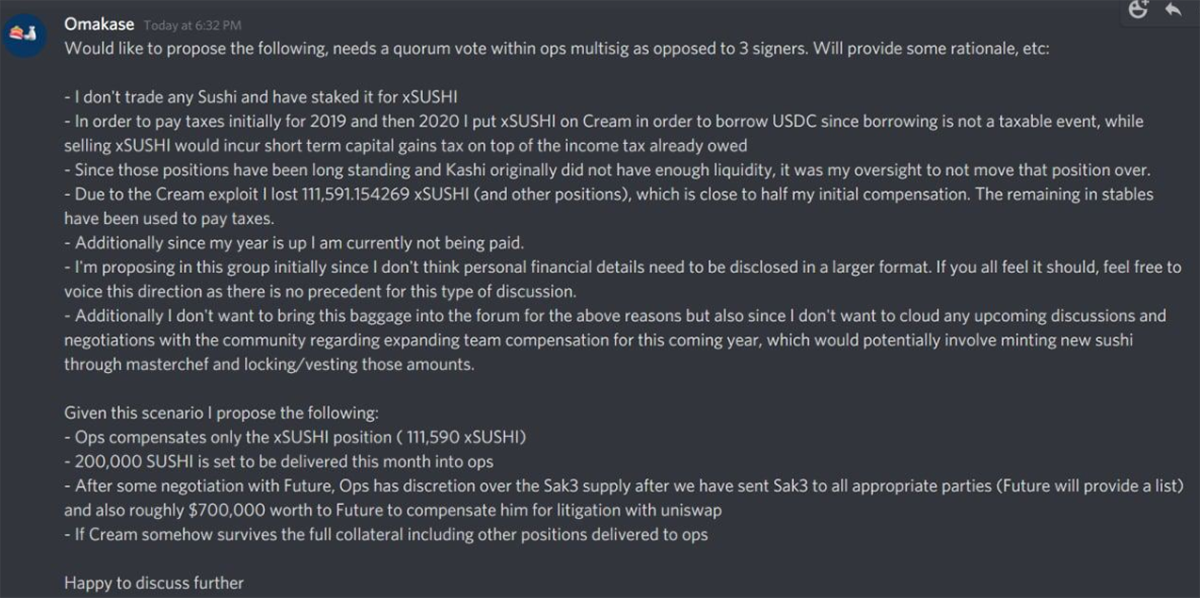 Omakase Today at 6:32 PM
Would like to propose the following, needs a quorum vote within ops multisig as opposed to 3 signers. Will provide some rationale, etc:
- I don't trade any Sushi and have staked it for xSUSHI
- In order to pay taxes initially for 2019 and then 2020 I put xSUSHI on Cream in order to borrow USDC since borrowing is not a taxable event, while
selling xSUSHI would incur short term capital gains tax on top of the income tax already owed
- Since those positions have been long standing and Kashi originally did not have enough liquidity, it was my oversight to not move that position over.
- Due to the Cream exploit I lost 111,591.154269 xSUSHI (and other positions), which is close to half my initial compensation. The remaining in stables
have been used to pay taxes.
- Additionally since my year is up I am currently not being paid.
- I'm proposing in this group initially since I don't think personal financial details need to be disclosed in a larger format. If you all feel it should, feel free to
voice this direction as there is no precedent for this type of discussion.
- Additionally I don't want to bring this baggage into the forum for the above reasons but also since I don't want to cloud any upcoming discussions and
negotiations with the community regarding expanding team compensation for this coming year, which would potentially involve minting new sushi
through masterchef and locking/vesting those amounts.
Given this scenario I propose the following:
- Ops compensates only the xSUSHI position ( 111,590 xSUSHI)
- 200,000 SUSHI is set to be delivered this month into ops
- After some negotiation with Future, Ops has discretion over the Sak3 supply after we have sent Sak3 to all appropriate parties (Future will provide a list)
and also roughly $700,000 worth to Future to compensate him for litigation with uniswap
- If Cream somehow survives the full collateral including other positions delivered to ops
Happy to discuss further